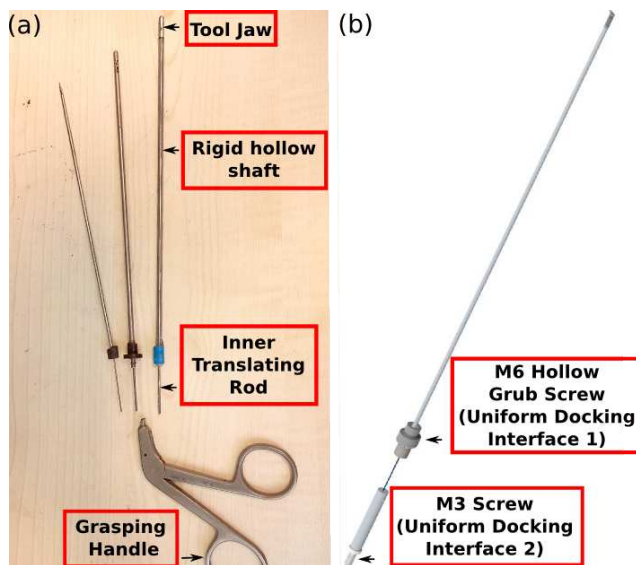 (a)
Tool Jaw
Rigid hollow
shaft
Inner
Translating
Rod
Grasping
Handle
(b)
M6 Hollow
Grub Screw
(Uniform Docking
Interface 1)
M3 Screw
(Uniform Docking
Interface 2)